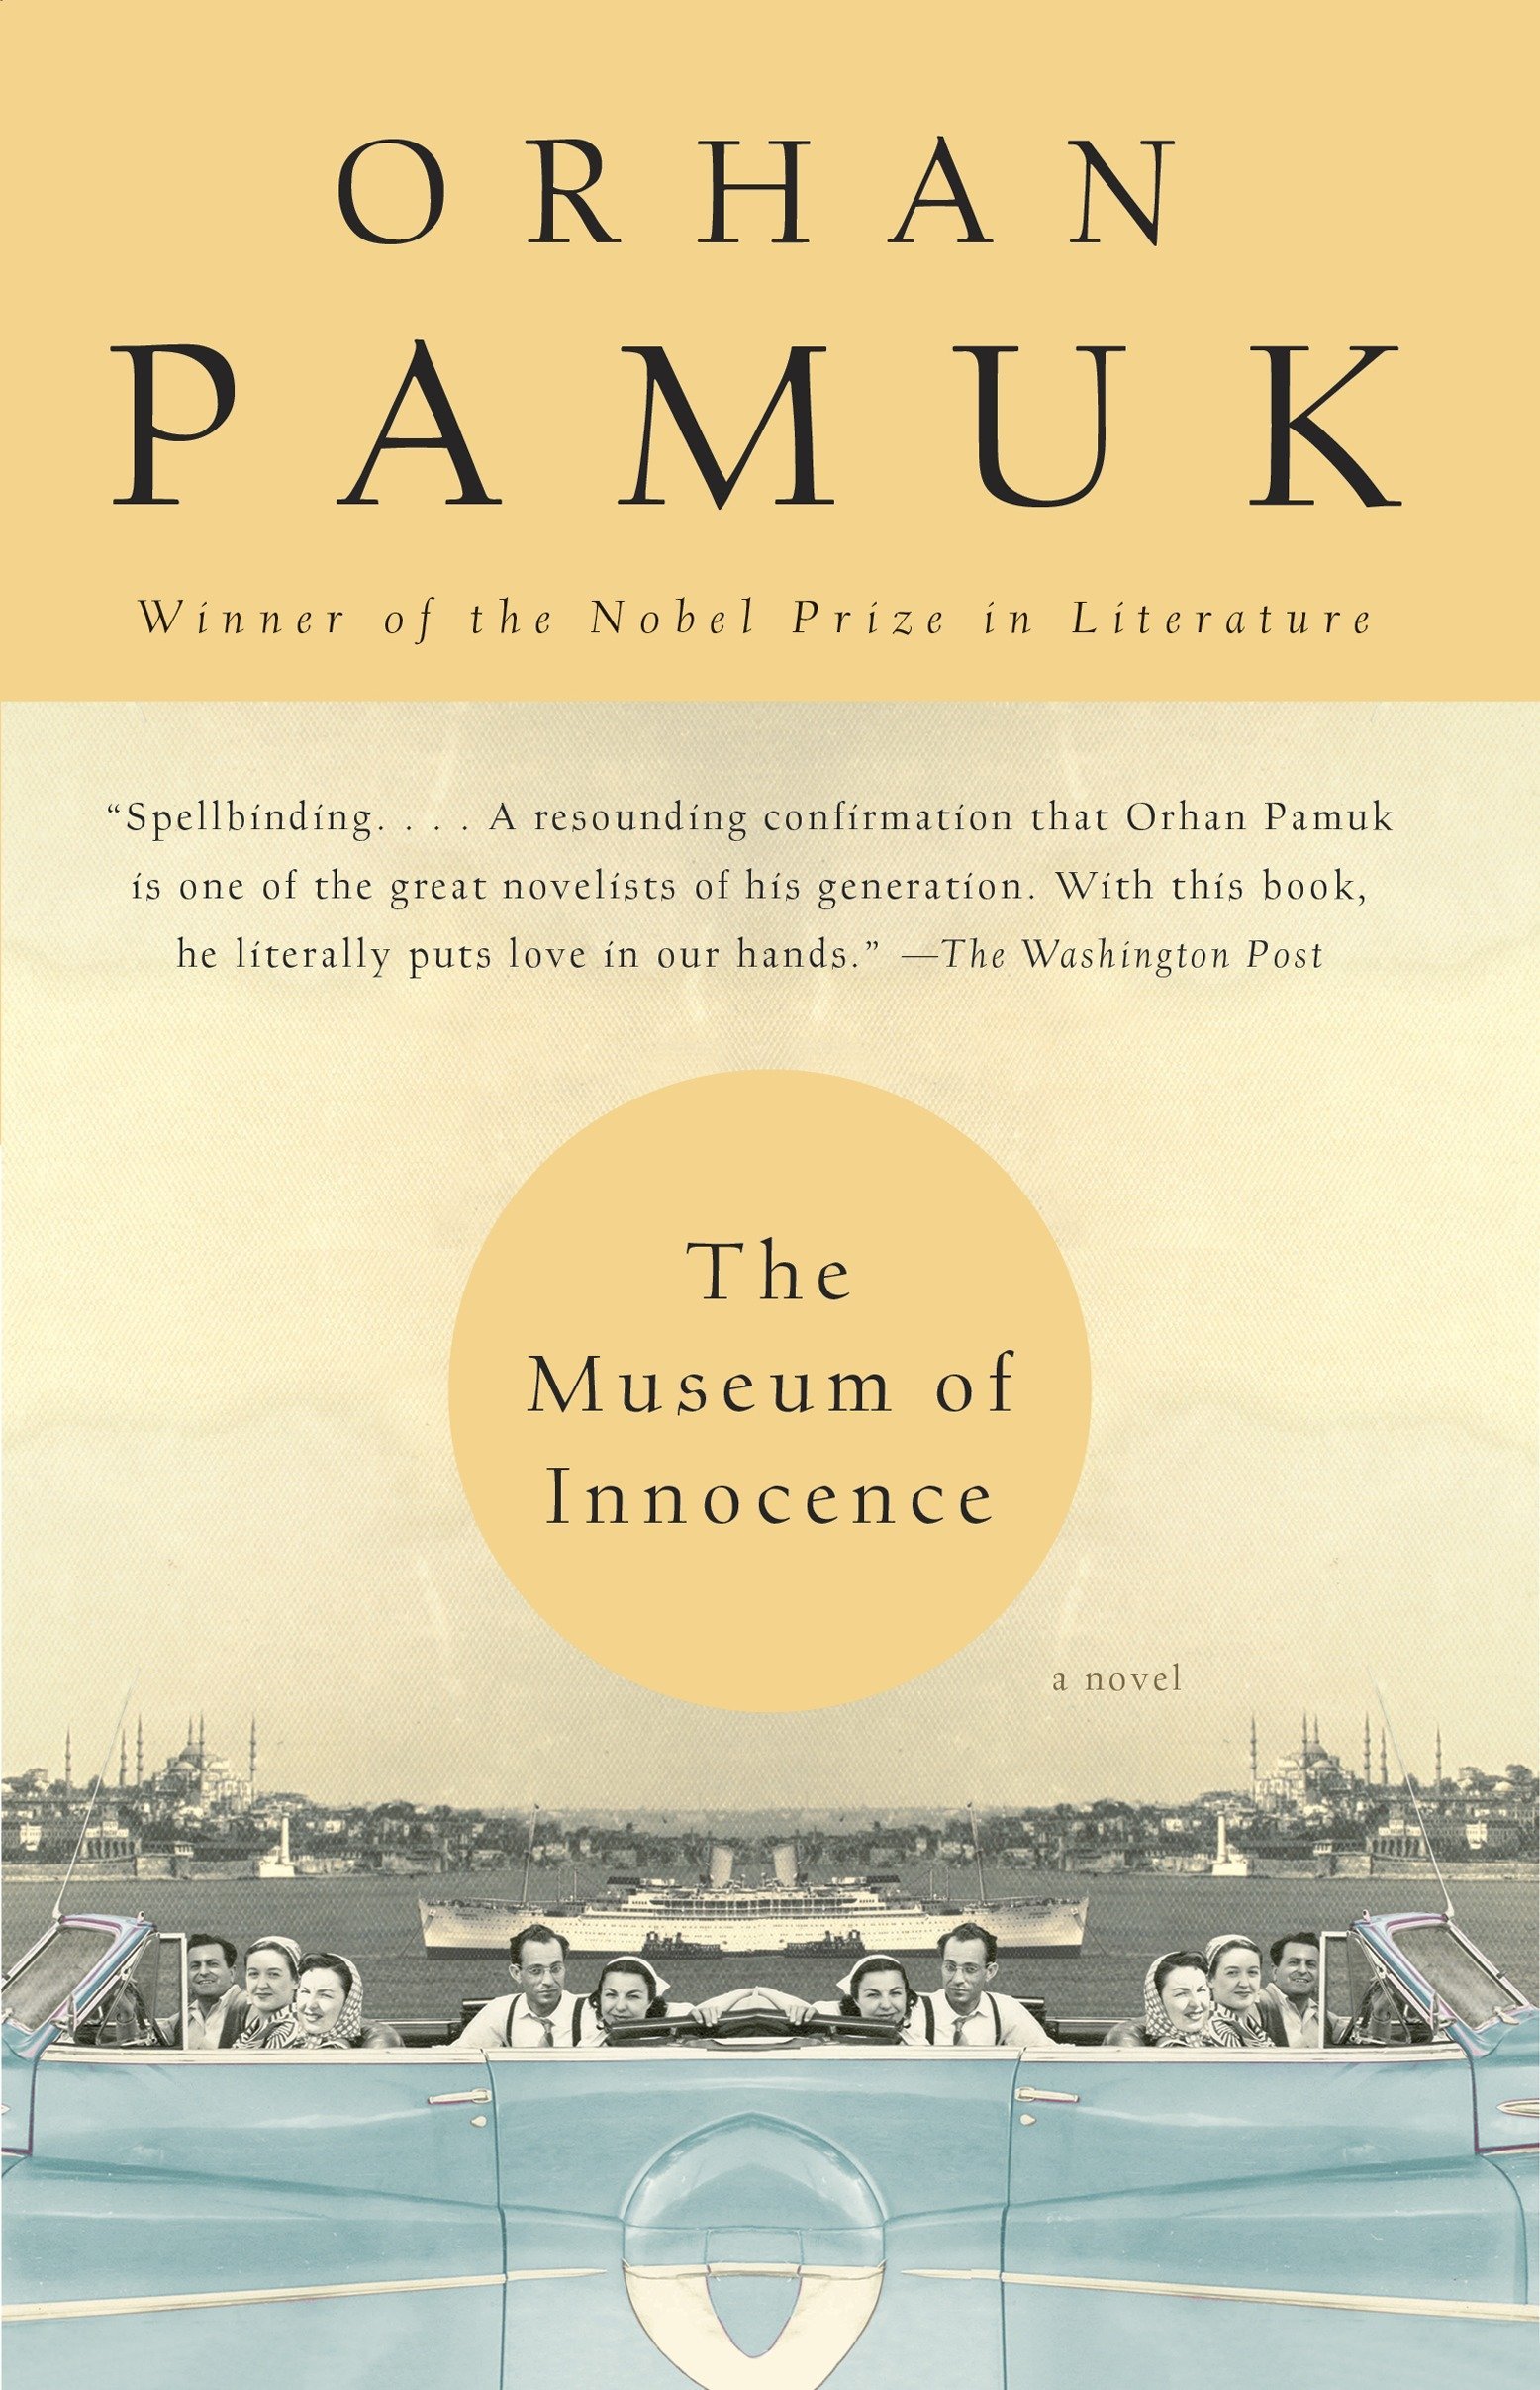 ORHAN
PAMUK
Winner of the Nobel Prize in Literature
“Spellbinding. . . . A resounding confirmation that Orhan Pamuk
is one of the great novelists of his generation. With this book,
he literally puts love in our hands.” —The Washington Post
The
Museum of
Innocence
a novel